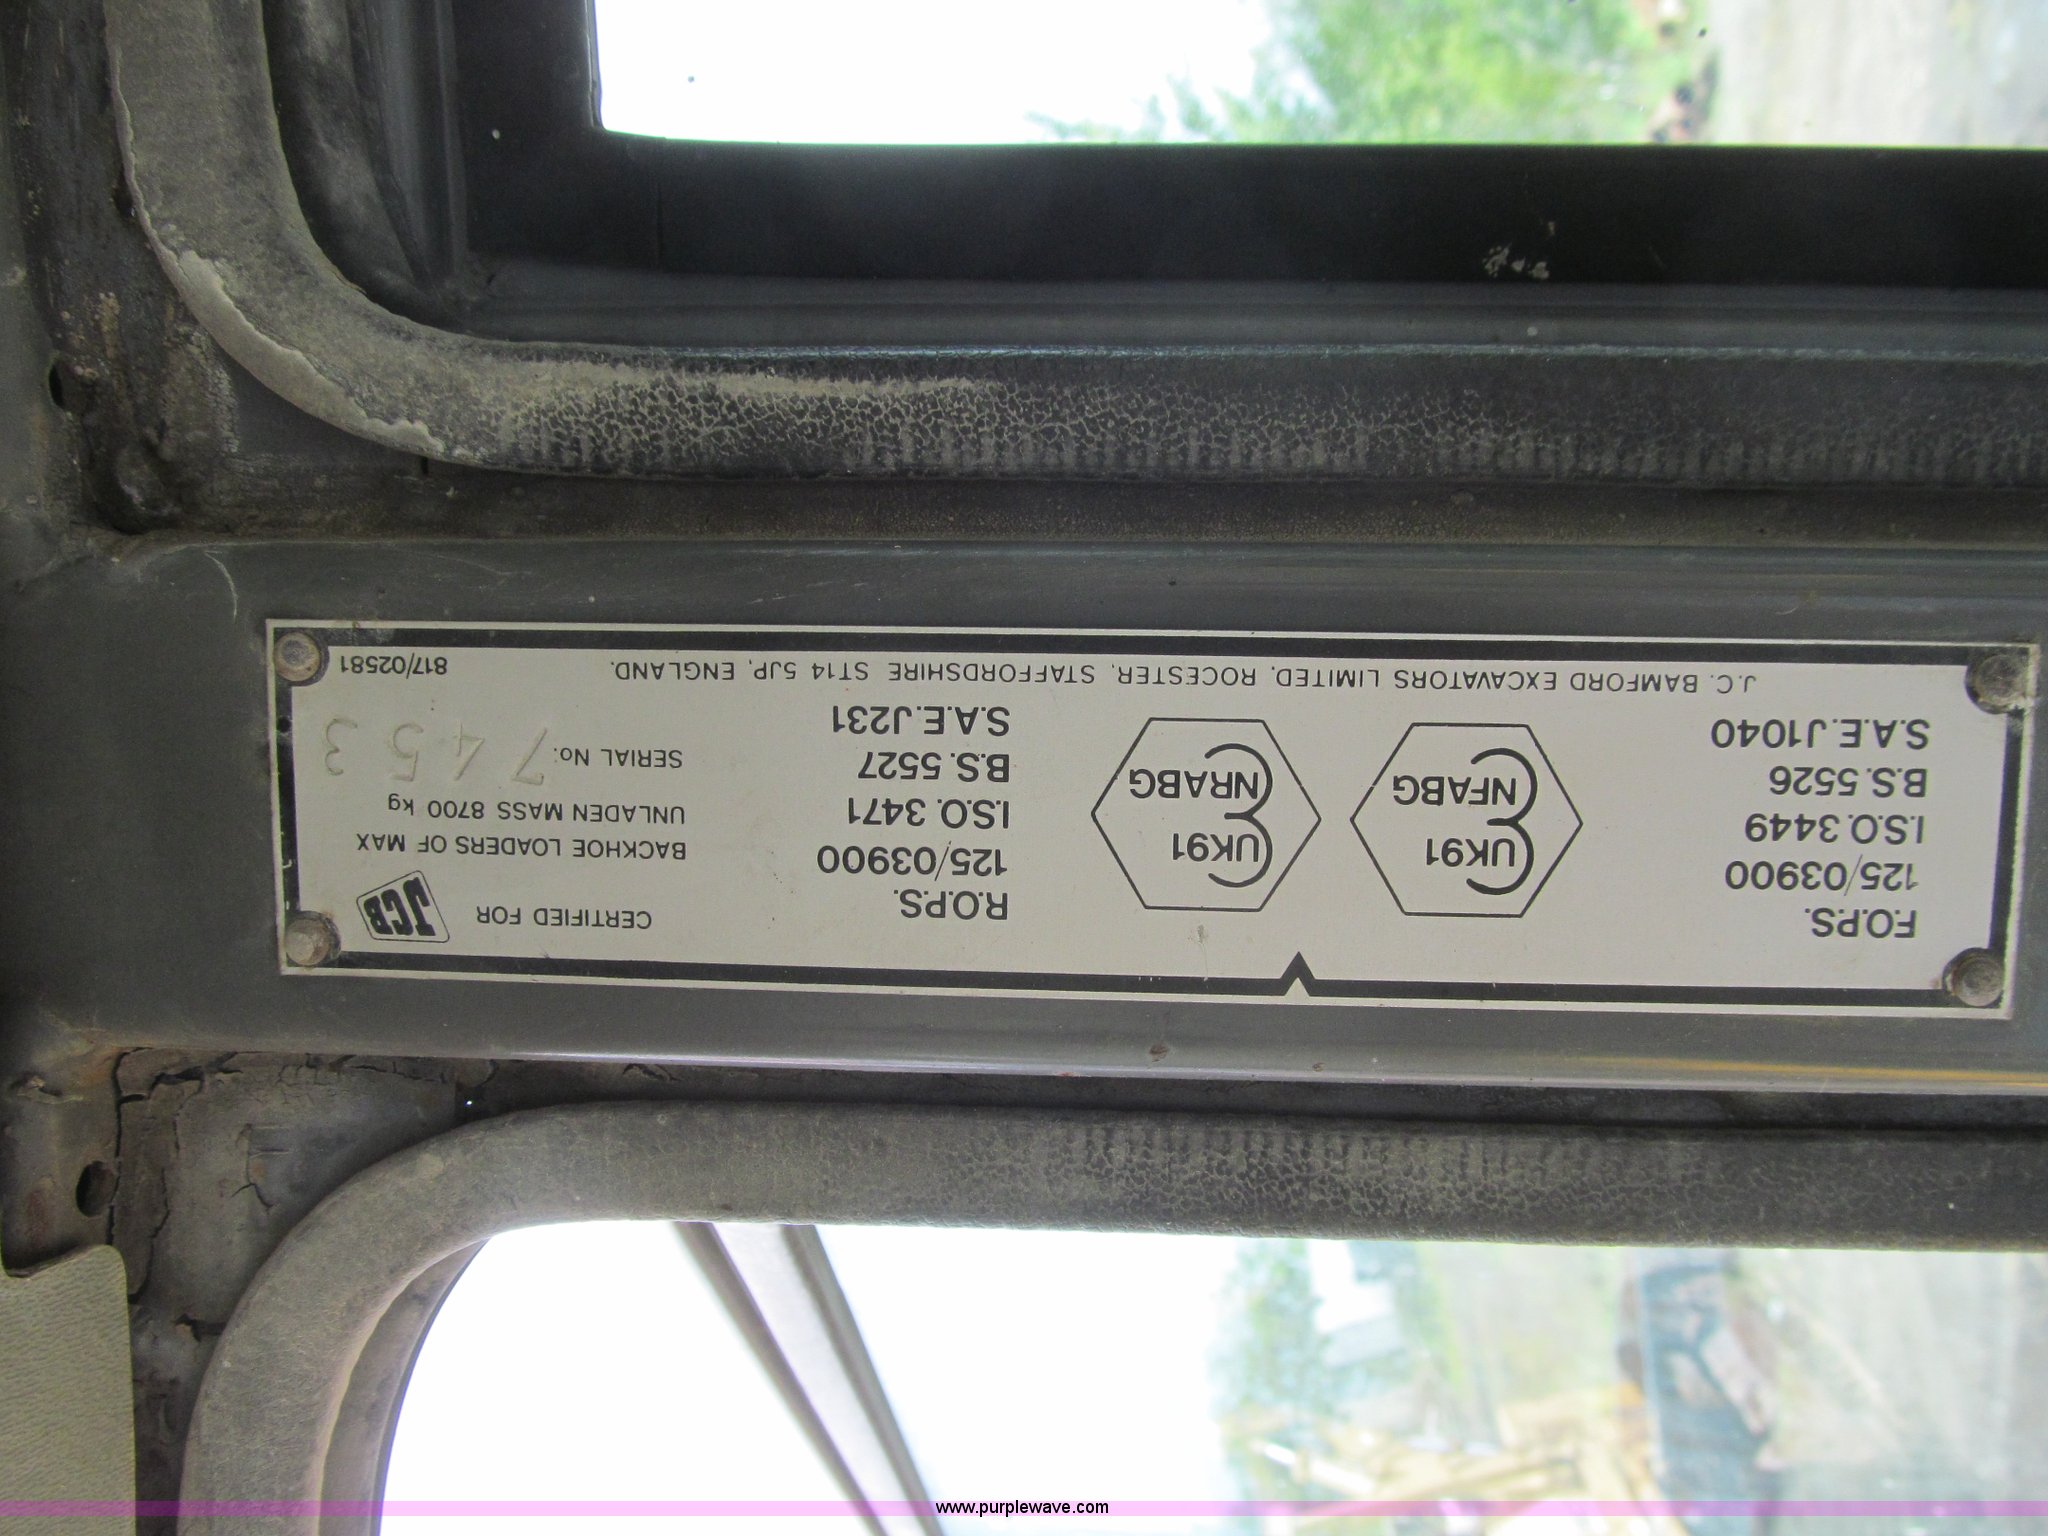 F.O.P.S.
125/03900
I.S.O. 3449
B.S. 5526
S.A.E. J1040
UK91
NFABG
UK91
NRABG
R.O.P.S.
125/03900
I.S.O. 3471
B.S. 5527
S.A.E. J231
CERTIFIED FOR
JCB
BACKHOE LOADERS OF MAX
UNLADEN MASS 8700 kg
SERIAL No. 7453
J.C. BAMFORD EXCAVATORS LIMITED, ROCESTER, STAFFORDSHIRE ST14 5JP, ENGLAND.
817/02581
www.purplewave.com